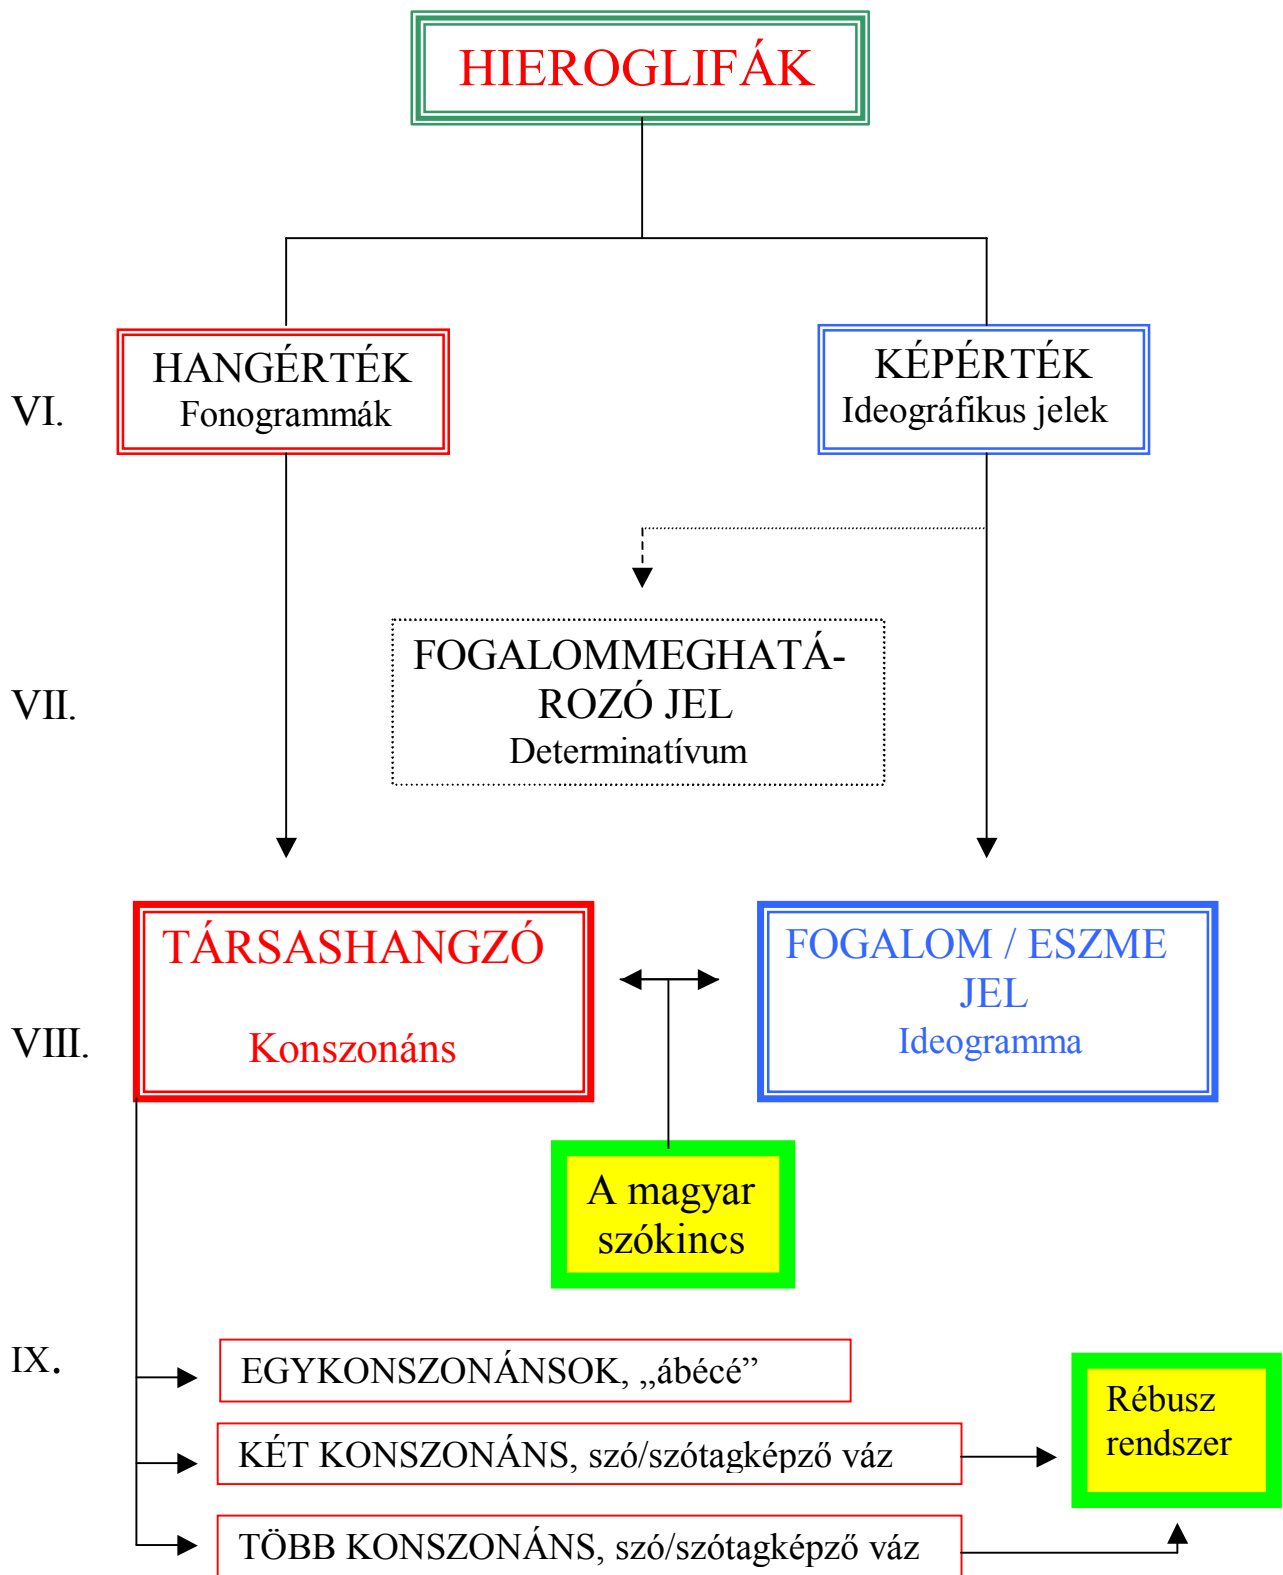 HIEROGLIFÁK
HANGÉRTÉK
Fonogrammák
KÉPÉRTÉK
Ideográfikus jelek
VI.
FOGALOMMEGHATÁ-
ROZÓ JEL
Determinatívum
VII.
TÁRSASHANGZÓ
Konszonáns
FOGALOM / ESZME
JEL
Ideogramma
VIII.
A magyar
szókincs
IX.
EGYKONSZONÁNSOK, „ábécé”
KÉT KONSZONÁNS, szó/szótagképző váz
TÖBB KONSZONÁNS, szó/szótagképző váz
Rébusz
rendszer